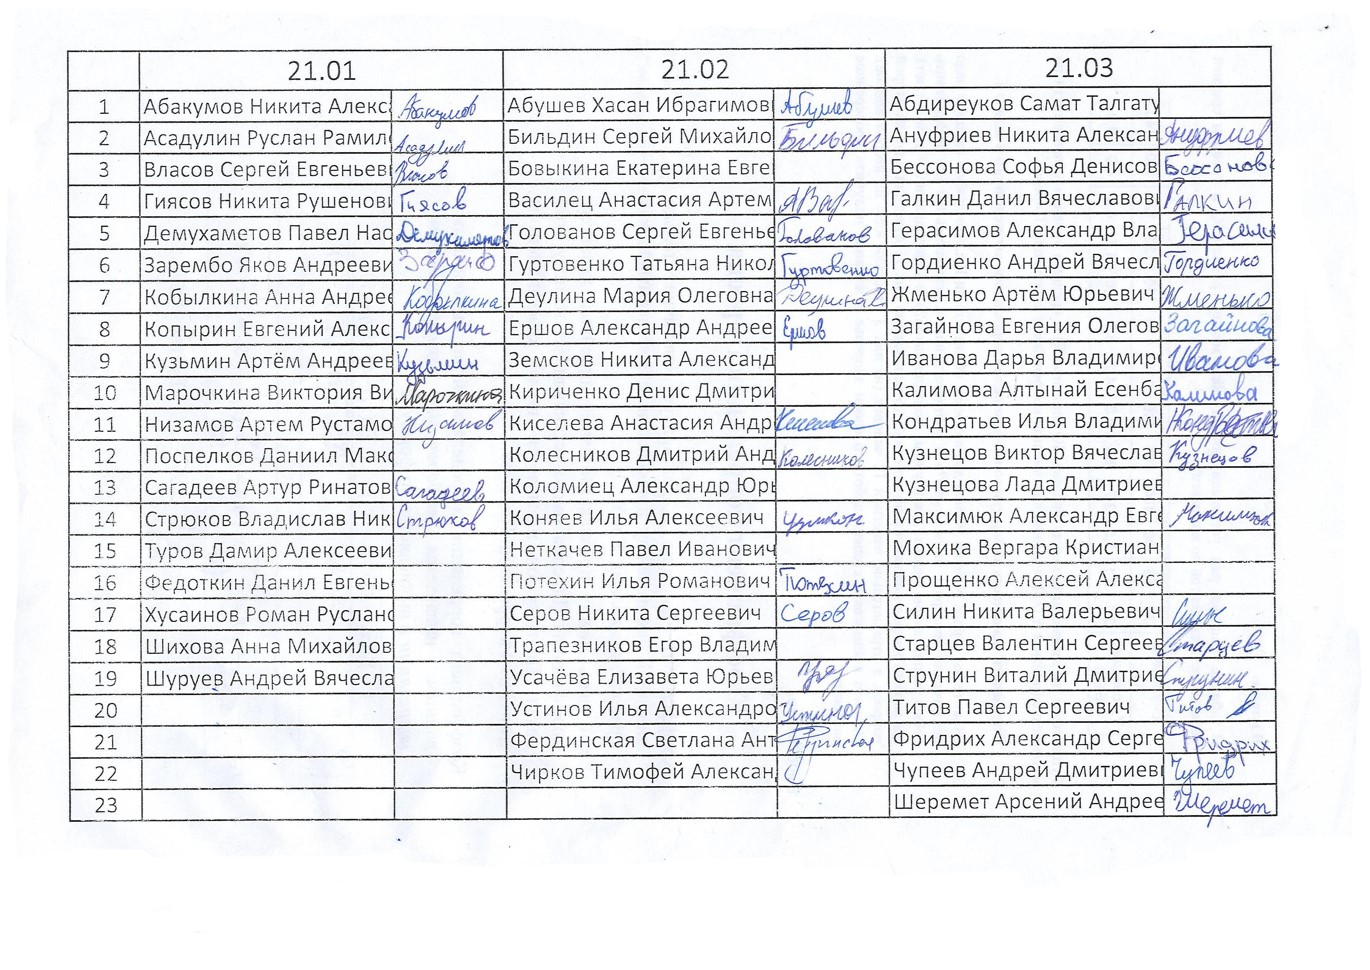 21.01 21.02 21.03
1 Абакумов Никита Алекс Абакумов Абушев Хасан Ибрагимов Абушев Абдиреуков Самат Талгату
2 Асадулин Руслан Рамил Асадулин Бильдин Сергей Михайло Бильдин Ануфриев Никита Александ Ануфриев
3 Власов Сергей Евгеньев Власов Бовыкина Екатерина Евге Бессонова Софья Денисов Бессонов
4 Гиясов Никита Рушенов Гиясов Василец Анастасия Артем Галкин Данил Вячеславов Галкин
5 Демухаметов Павел Нас Демухаметов Голованов Сергей Евгенье Голованов Герасимов Александр Вла Герасим
6 Зарембо Яков Андрееви Зарембо Гуртовенко Татьяна Никол Гуртовенко Гордиенко Андрей Вячесл Гордиенко
7 Кобылкина Анна Андрее Кобылкина Деулина Мария Олеговна Деулина Жменько Артём Юрьевич Жменько
8 Копырин Евгений Алекс Копырин Ершов Александр Андрее Ершов Загайнова Евгения Олегов Загайнова
9 Кузьмин Артём Андреев Кузьмин Земсков Никита Александ Иванова Дарья Владимир Иванова
10 Марочкина Виктория Ви Марочкина Кириченко Денис Дмитри Калимова Алтынай Есенба Калимова
11 Низамов Артем Рустамо Низамов Киселева Анастасия Андр Киселева Кондратьев Илья Владими
12 Поспелков Даниил Макс Колесников Дмитрий Анд Колесников Кузнецов Виктор Вячеслав Кузнецов
13 Сагадеев Артур Ринатов Сагадеев Коломиец Александр Юрь Кузнецова Лада Дмитриев
14 Стрюков Владислав Ник Стрюков Коняев Илья Алексеевич Максимюк Александр Евге Максимюк
15 Туров Дамир Алексееви Неткачев Павел Иванович Мохика Вергара Кристиан
16 Федоткин Данил Евгень Потехин Илья Романович Потехин Прощенко Алексей Алекса
17 Хусаинов Роман Руслано Серов Никита Сергеевич Серов Силин Никита Валерьевич
18 Шихова Анна Михайлов Трапезников Егор Владим Старцев Валентин Сергеев Старцев
19 Шуруев Андрей Вячесла Усачёва Елизавета Юрьев Струнин Виталий Дмитрие Струнин
20 Устинов Илья Александро Устинов Титов Павел Сергеевич Титов
21 Фердинская Светлана Ант Фердинская Фридрих Александр Серге Фридрих
22 Чирков Тимофей Алексан Чупеев Андрей Дмитриев Чупеев
23 Шеремет Арсений Андрее Шеремет